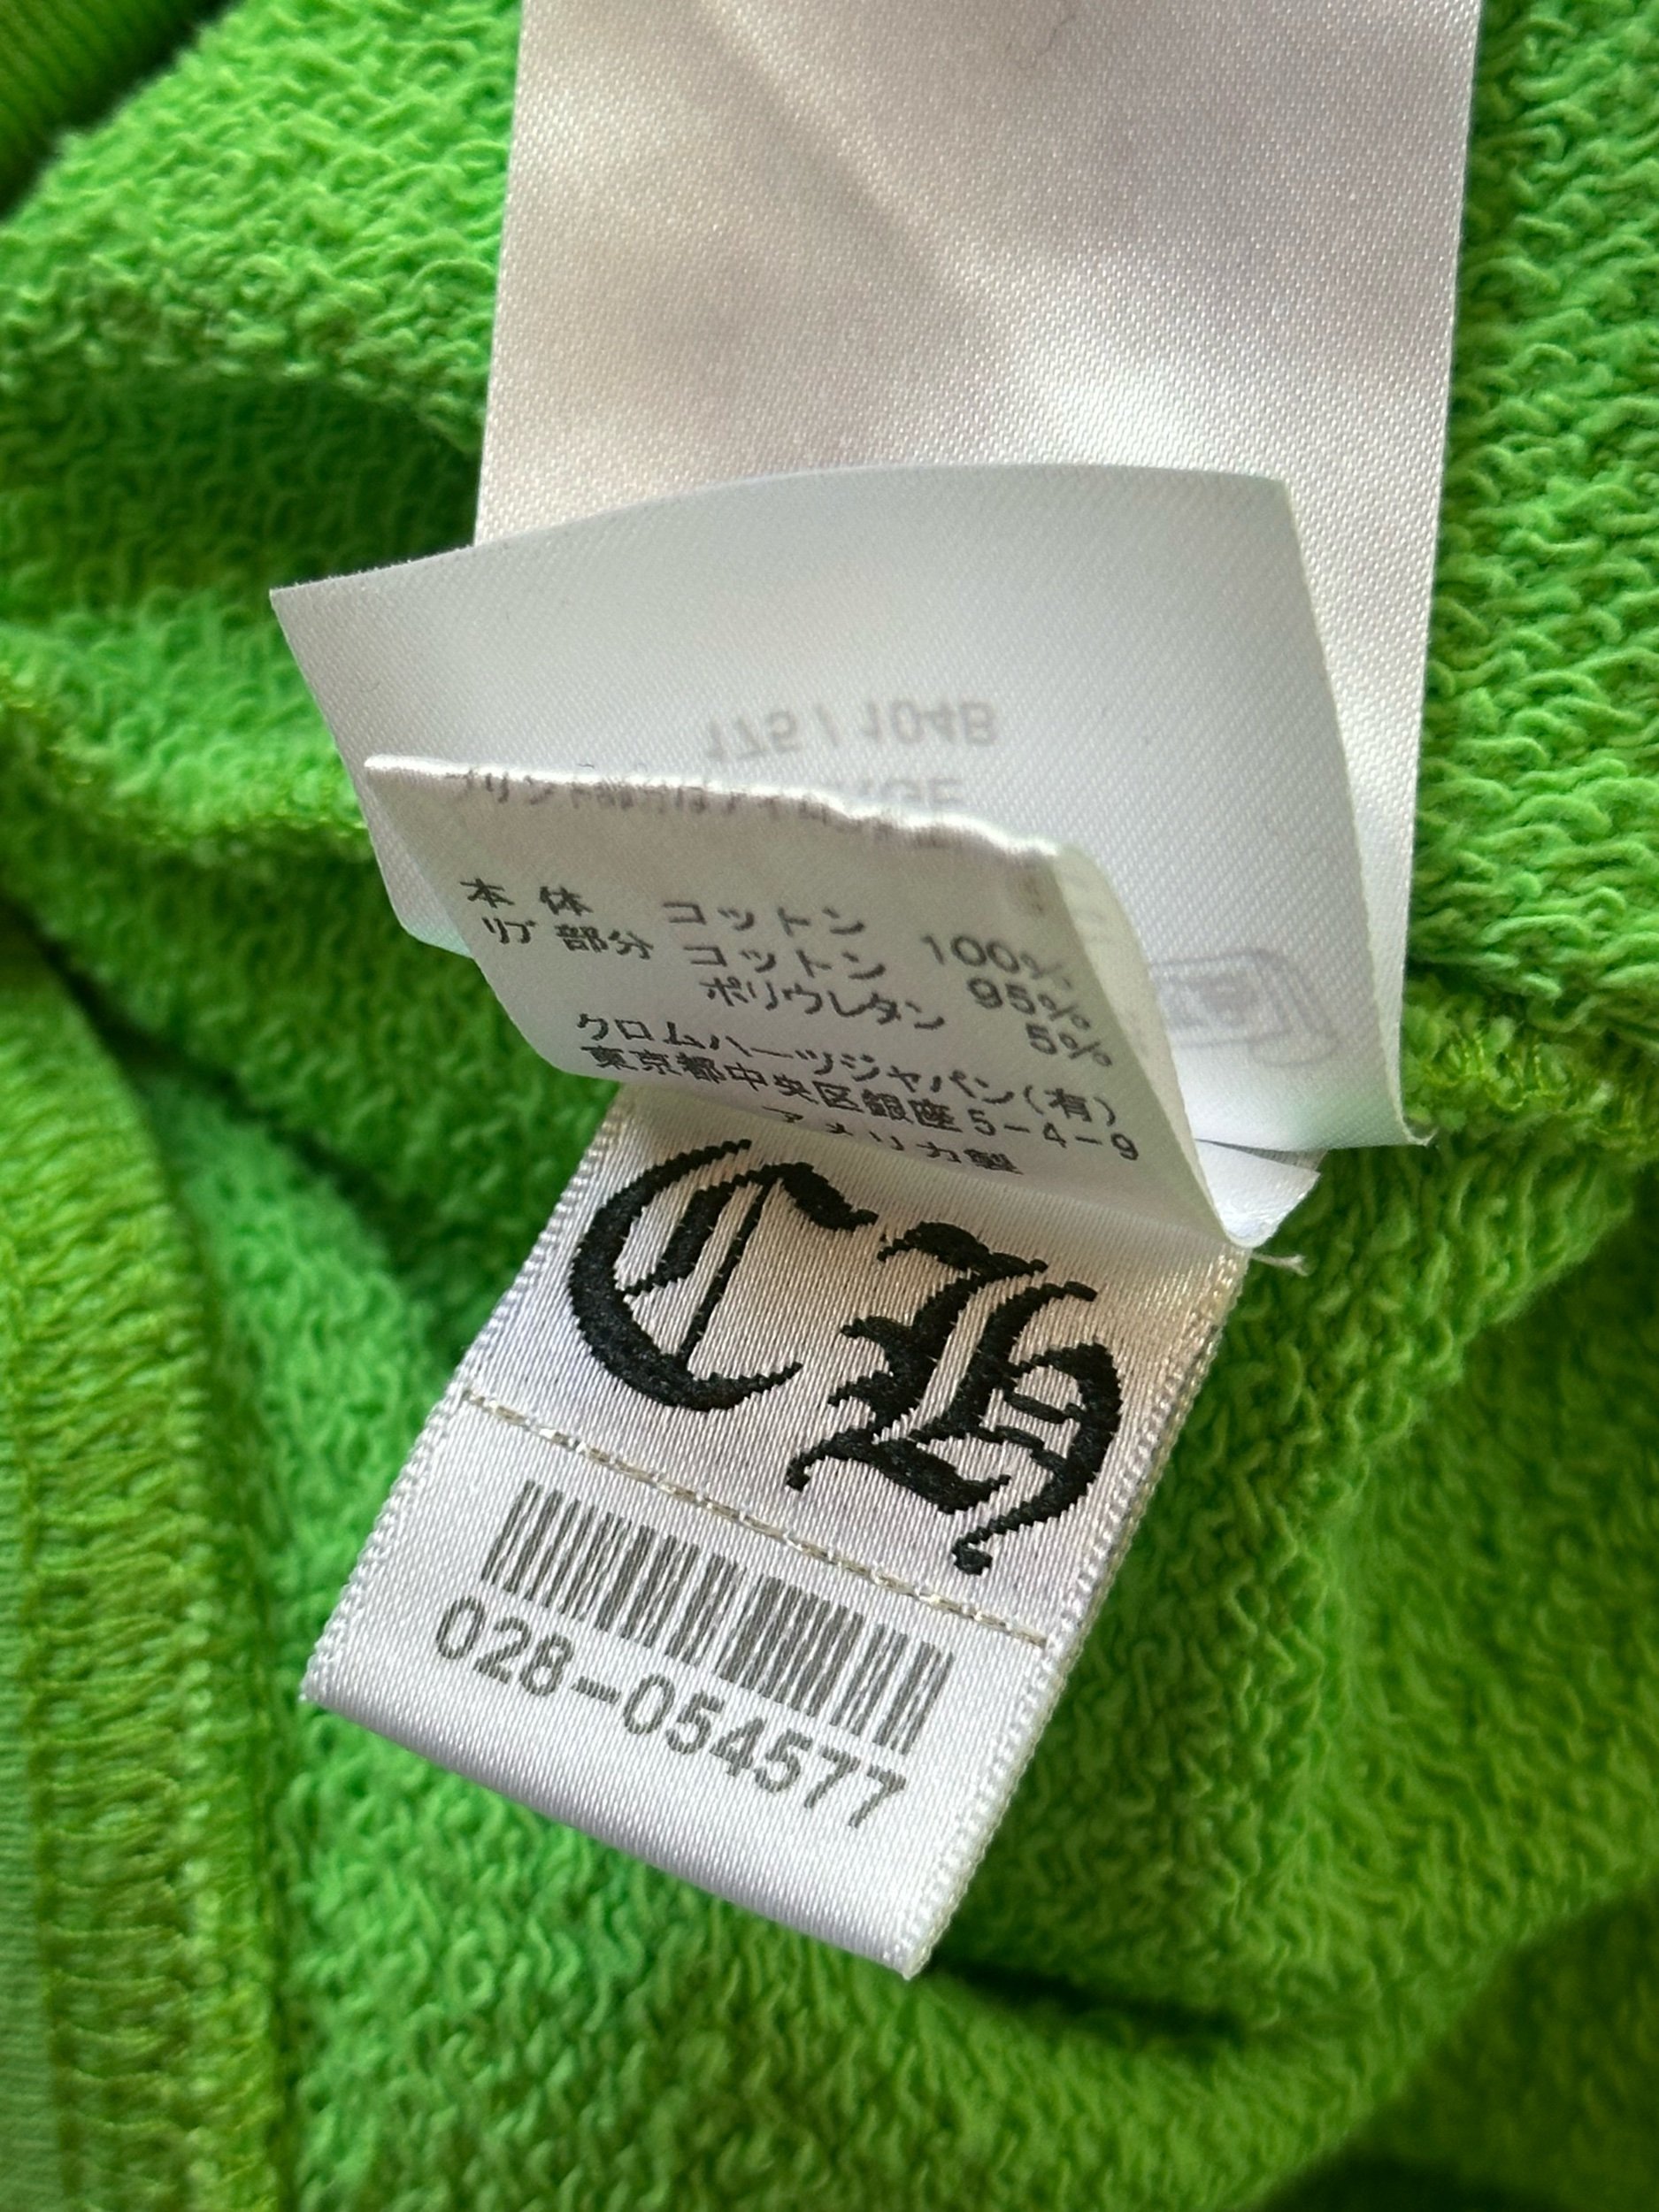 175 / 104B
本 体 コットン 100%
リブ 部分 コットン 95%
ポリウレタン 5%
クロムハーツジャパン(有)
東京都中央区銀座5-4-9
アメリカ製
CH
028-054577